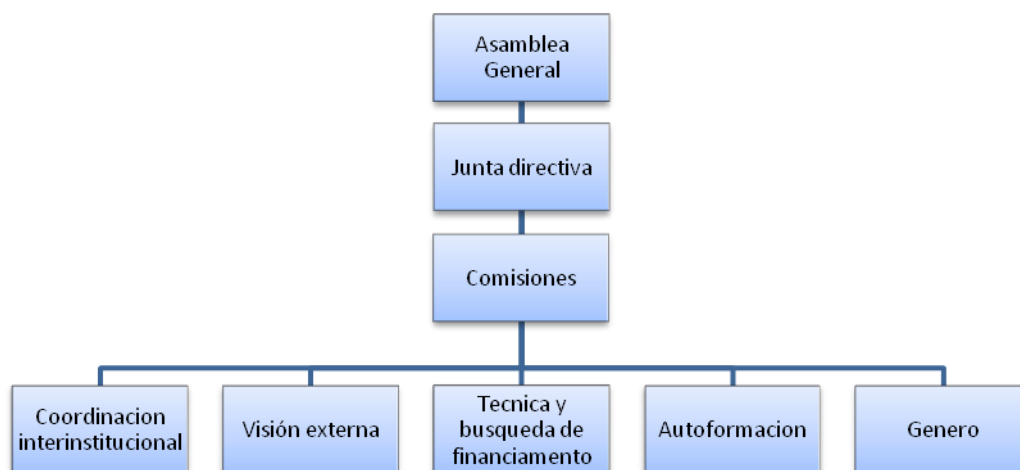 Asamblea
General
Junta directiva
Comisiones
Coordinacion
interinstitucional
Visión externa
Tecnica y
busqueda de
financiamento
Autoformacion
Genero